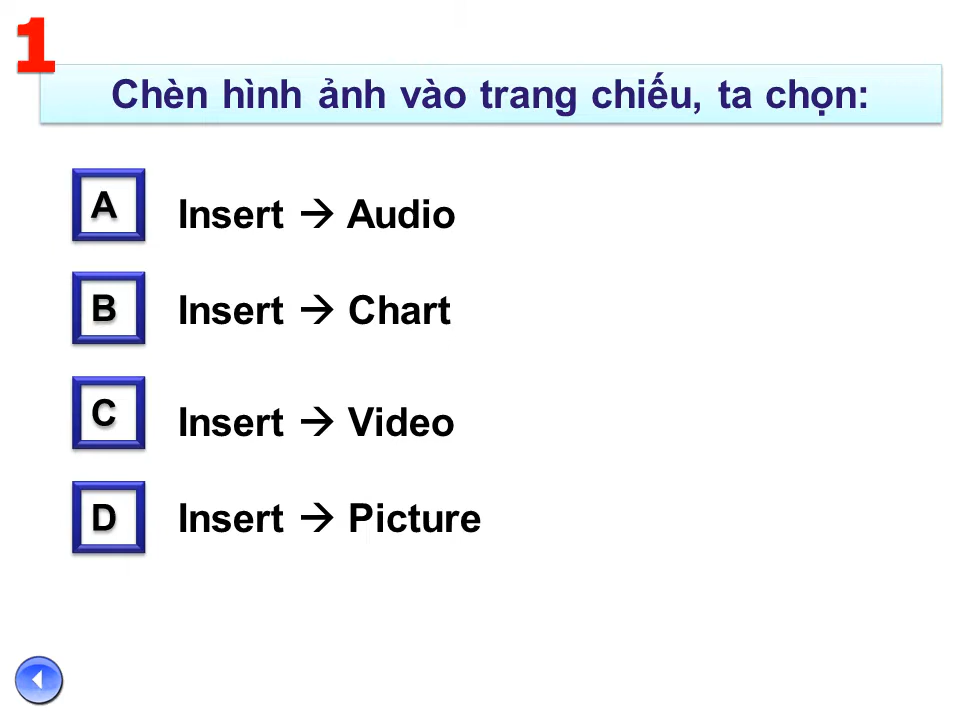 1
Chèn hình ảnh vào trang chiếu, ta chọn:
A Insert → Audio
B Insert → Chart
C Insert → Video
D Insert → Picture